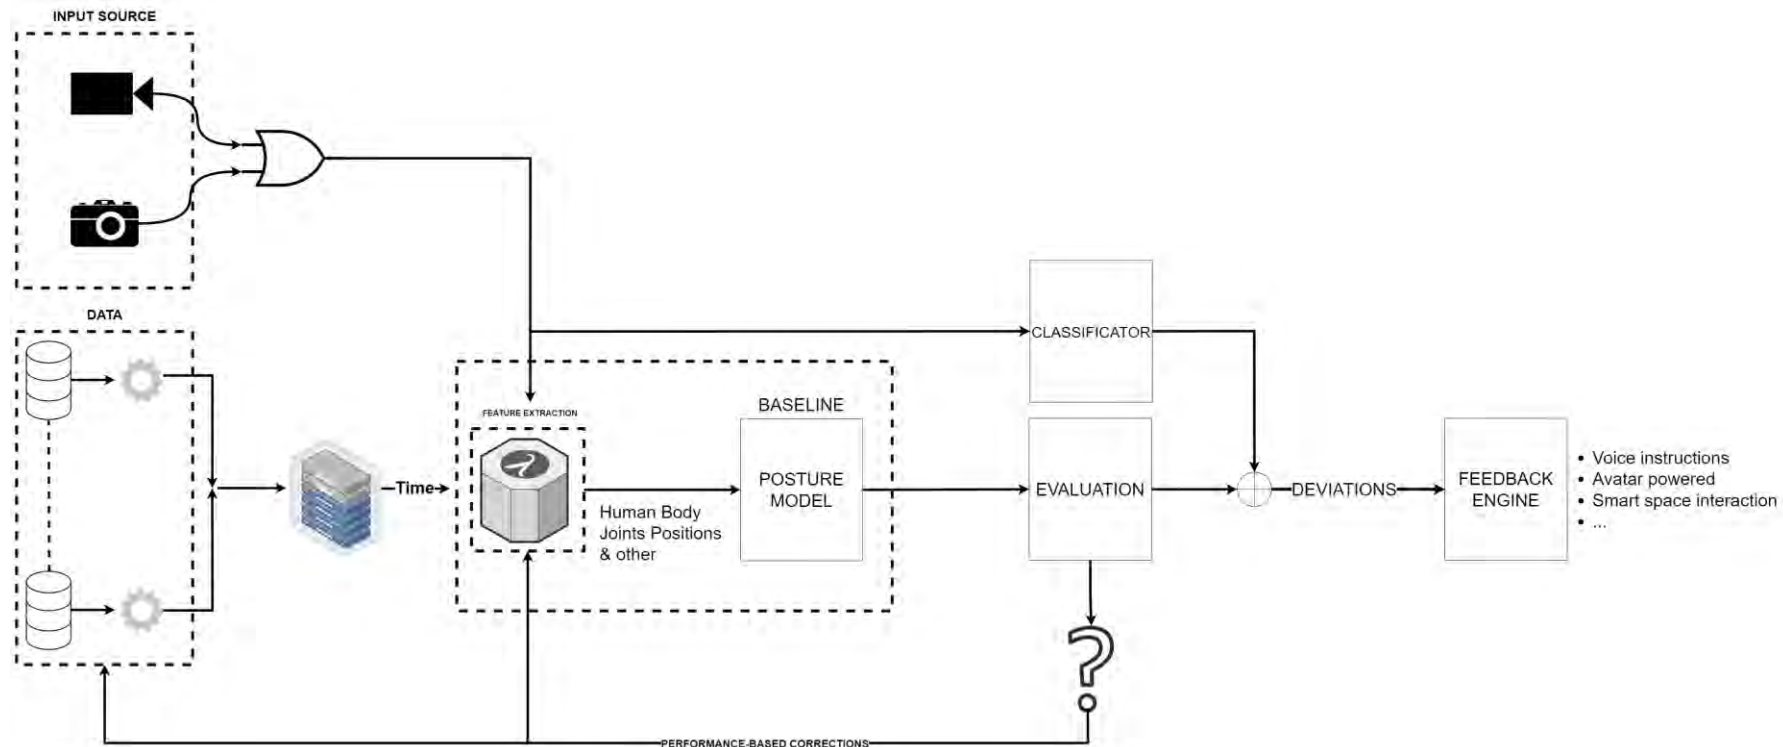 INPUT SOURCE
DATA
CLASSIFICATOR
FEATURE EXTRACTION
BASELINE
Time
POSTURE
MODEL
EVALUATION
DEVIATIONS
FEEDBACK
ENGINE
• Voice instructions
• Avatar powered
• Smart space interaction
• ...
Human Body
Joints Positions
& other
?
PERFORMANCE-BASED CORRECTIONS